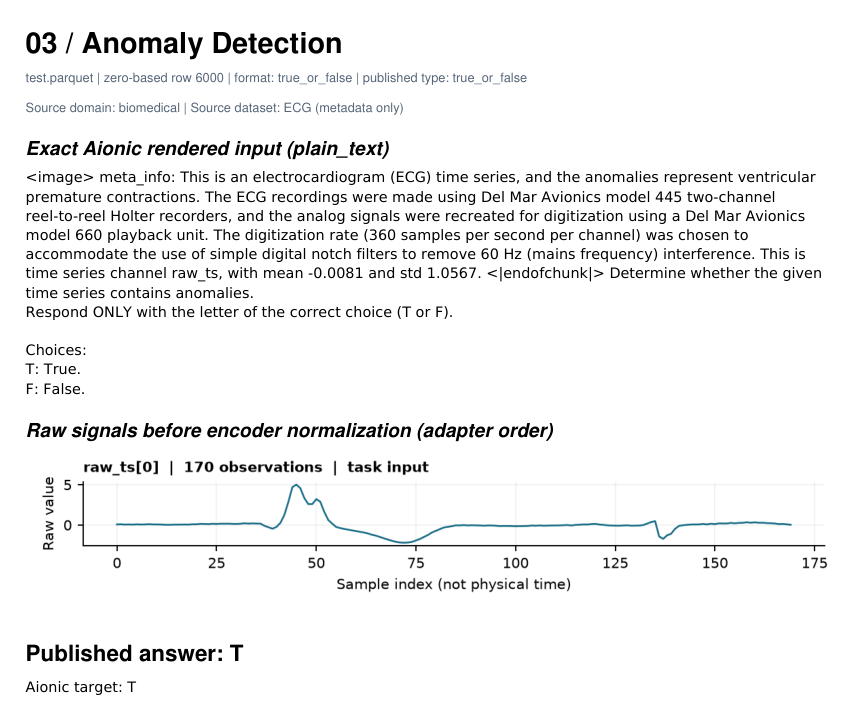 03 / Anomaly Detection
test.parquet | zero-based row 6000 | format: true_or_false | published type: true_or_false
Source domain: biomedical | Source dataset: ECG (metadata only)
Exact Aionic rendered input (plain_text)
<image> meta_info: This is an electrocardiogram (ECG) time series, and the anomalies represent ventricular
premature contractions. The ECG recordings were made using Del Mar Avionics model 445 two-channel
reel-to-reel Holter recorders, and the analog signals were recreated for digitization using a Del Mar Avionics
model 660 playback unit. The digitization rate (360 samples per second per channel) was chosen to
accommodate the use of simple digital notch filters to remove 60 Hz (mains frequency) interference. This is
time series channel raw_ts, with mean -0.0081 and std 1.0567. <|endofchunk|> Determine whether the given
time series contains anomalies.
Respond ONLY with the letter of the correct choice (T or F).
Choices:
T: True.
F: False.
Raw signals before encoder normalization (adapter order)
raw_ts[0] | 170 observations | task input
Raw value
5
0
0 25 50 75 100 125 150 175
Sample index (not physical time)
Published answer: T
Aionic target: T